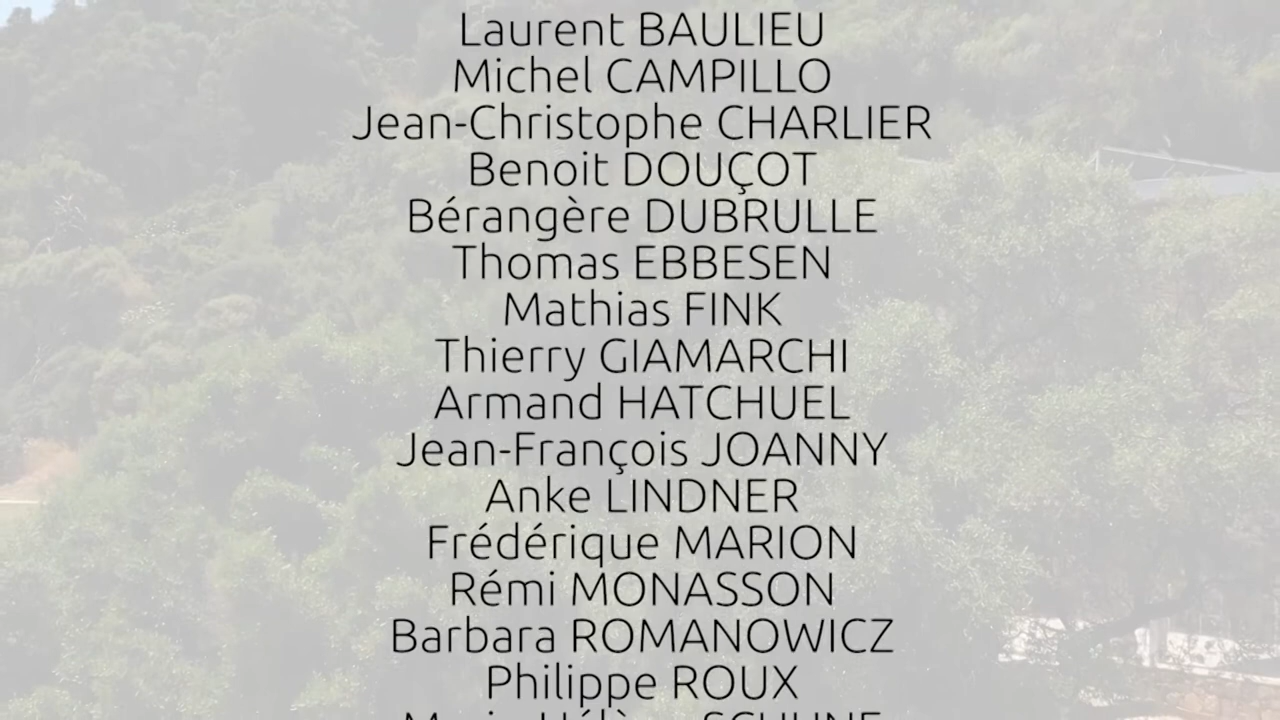 Laurent BAULIEU
Michel CAMPILLO
Jean-Christophe CHARLIER
Benoit DOUÇOT
Bérangère DUBRULLE
Thomas EBBESEN
Mathias FINK
Thierry GIAMARCHI
Armand HATCHUEL
Jean-François JOANNY
Anke LINDNER
Frédérique MARION
Rémi MONASSON
Barbara ROMANOWICZ
Philippe ROUX